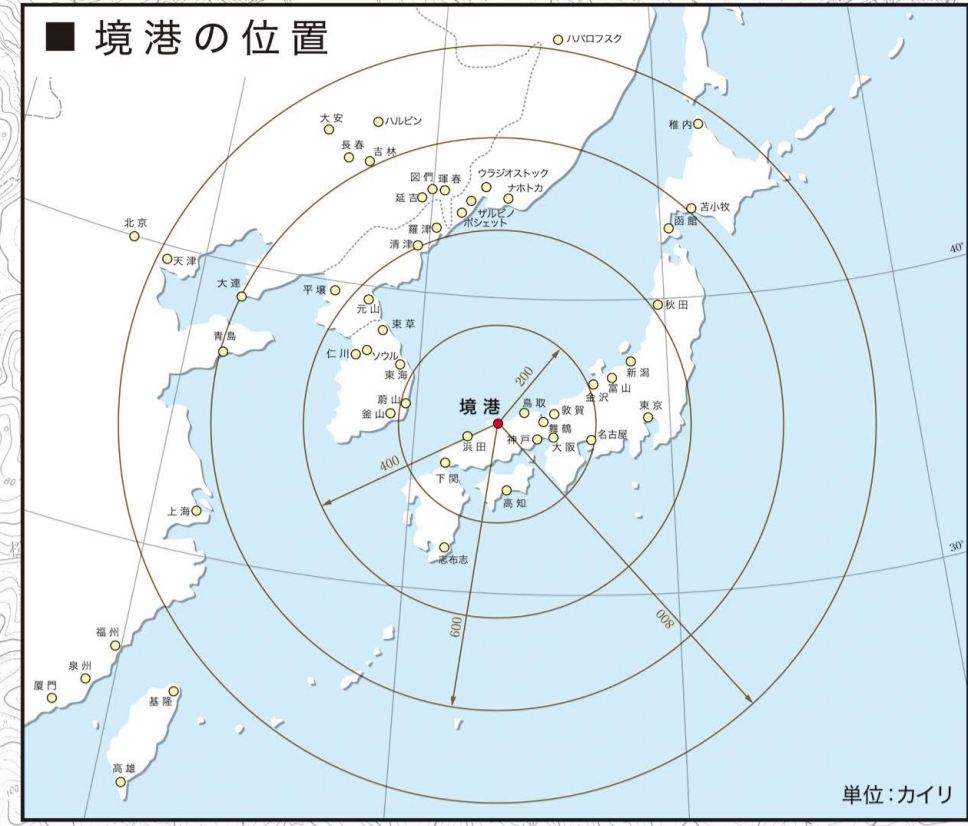 ■ 境港の位置
ハバロフスク
稚内
大安
ハルビン
長春
吉林
図們
琿春
ウラジオストック
延吉
ナホトカ
ザルビノ
ポシェット
苫小牧
函館
羅津
清津
北京
天津
40°
大連
平壌
元山
秋田
束草
青島
仁川
ソウル
東海
新潟
富山
金沢
200
蔚山
釜山
境港
鳥取
敦賀
舞鶴
東京
浜田
神戸
大阪
名古屋
400
下関
高知
上海
30°
志布志
600
800
福州
泉州
厦門
基隆
高雄
単位:カイリ